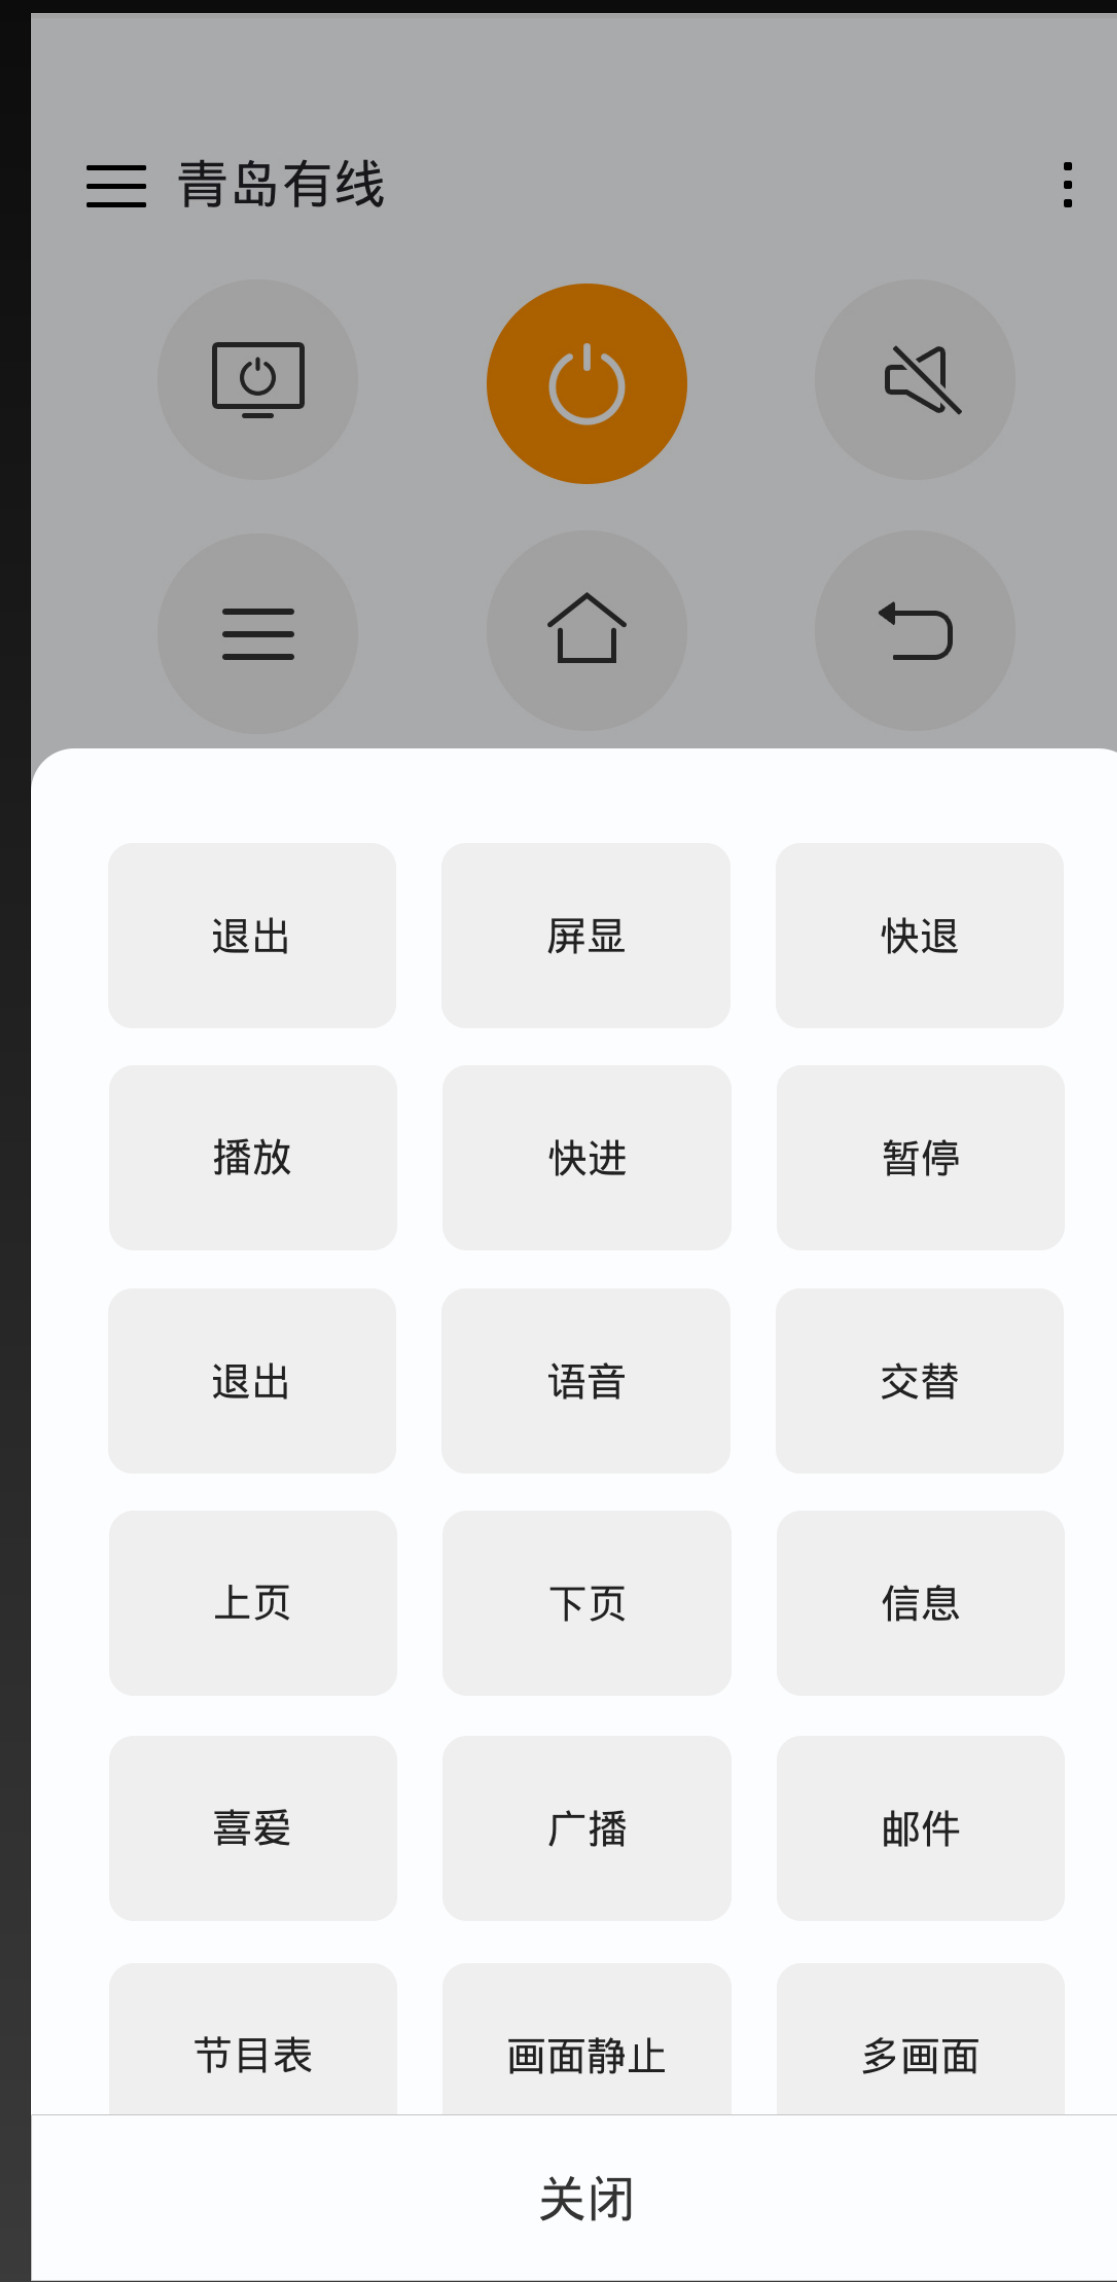 青岛有线
退出
屏显
快退
播放
快进
暂停
退出
语音
交替
上页
下页
信息
喜爱
广播
邮件
节目表
画面静止
多画面
关闭